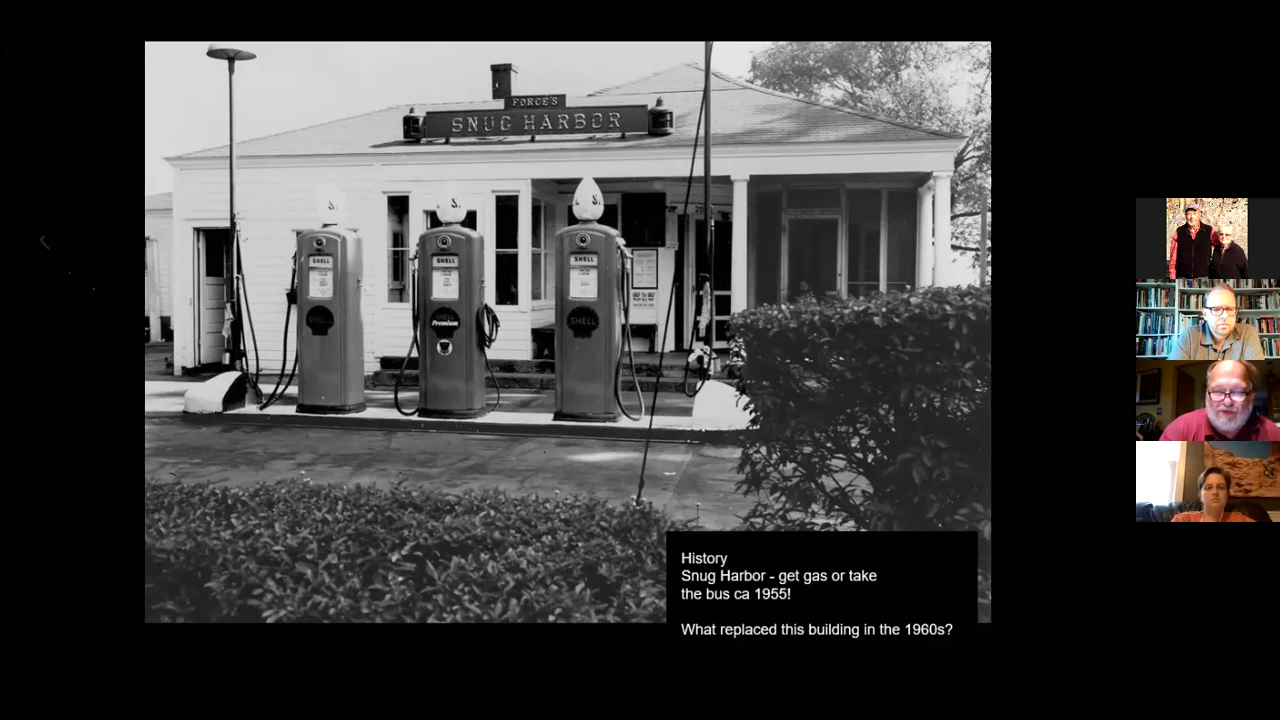 FORCE'S
SNUG HARBOR
S.
S.
S.
SHELL
SHELL
SHELL
SHELL
Premium
SHELL
History
Snug Harbor - get gas or take
the bus ca 1955!
What replaced this building in the 1960s?